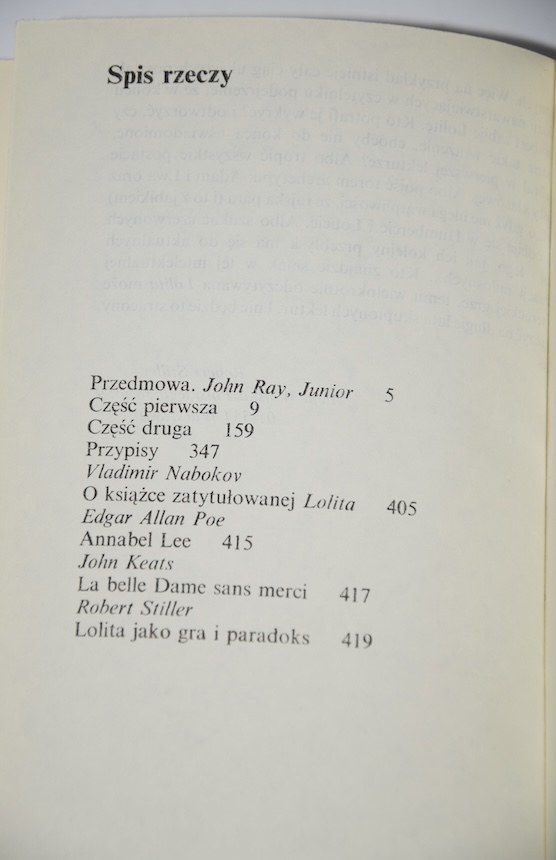 Spis rzeczy
Przedmowa. John Ray, Junior 5
Część pierwsza 9
Część druga 159
Przypisy 347
Vladimir Nabokov
O książce zatytułowanej Lolita 405
Edgar Allan Poe
Annabel Lee 415
John Keats
La belle Dame sans merci 417
Robert Stiller
Lolita jako gra i paradoks 419